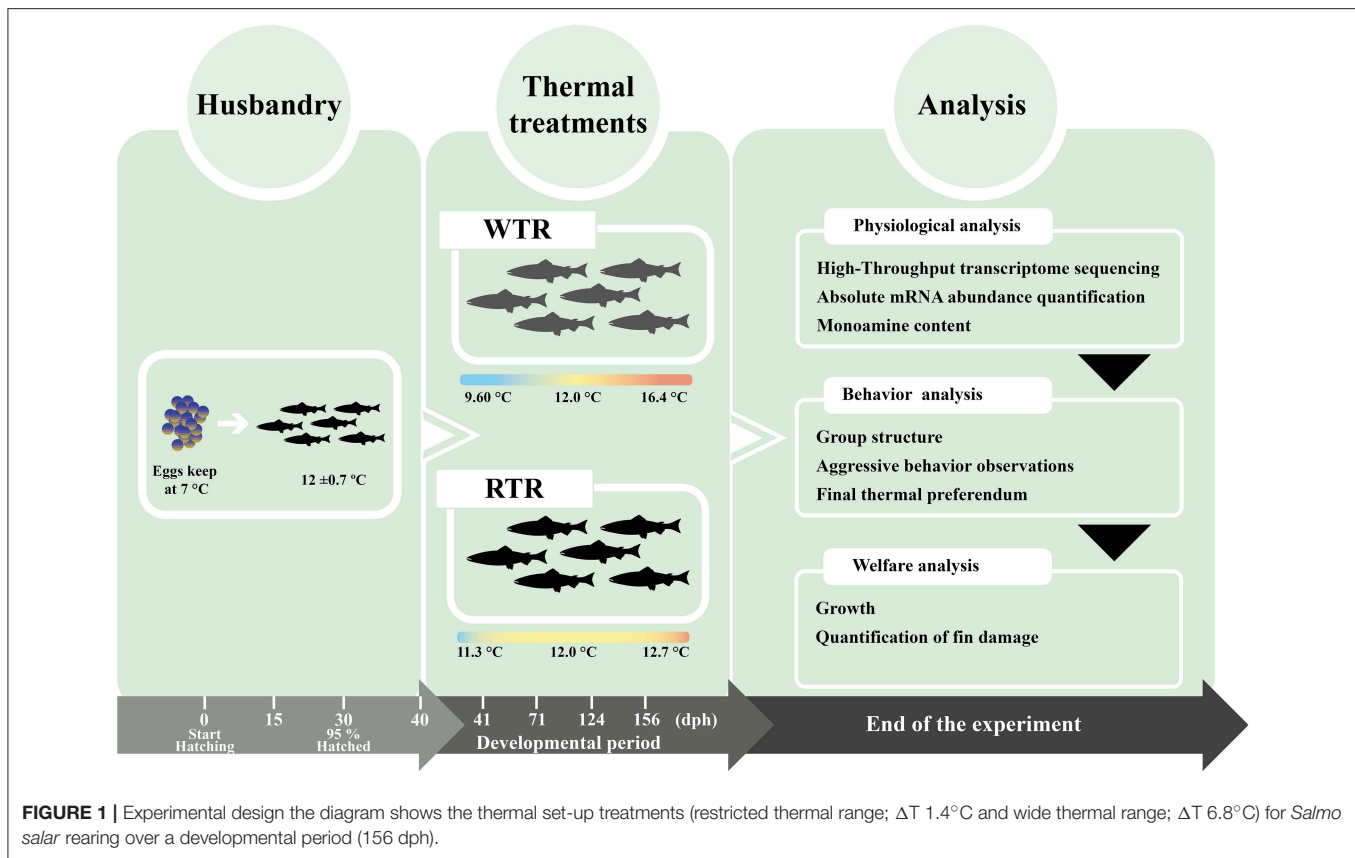 Husbandry
Thermal
treatments
Analysis
Eggs keep
at 7 °C
12 ±0.7 °C
WTR
9.60 °C 12.0 °C 16.4 °C
RTR
11.3 °C 12.0 °C 12.7 °C
Physiological analysis
High-Throughput transcriptome sequencing
Absolute mRNA abundance quantification
Monoamine content
Behavior analysis
Group structure
Aggressive behavior observations
Final thermal preferendum
Welfare analysis
Growth
Quantification of fin damage
0 15 30 40 41 71 124 156 (dph)
Start
Hatching
95 %
Hatched
Developmental period
End of the experiment
FIGURE 1 | Experimental design the diagram shows the thermal set-up treatments (restricted thermal range; ΔT 1.4°C and wide thermal range; ΔT 6.8°C) for Salmo
salar rearing over a developmental period (156 dph).